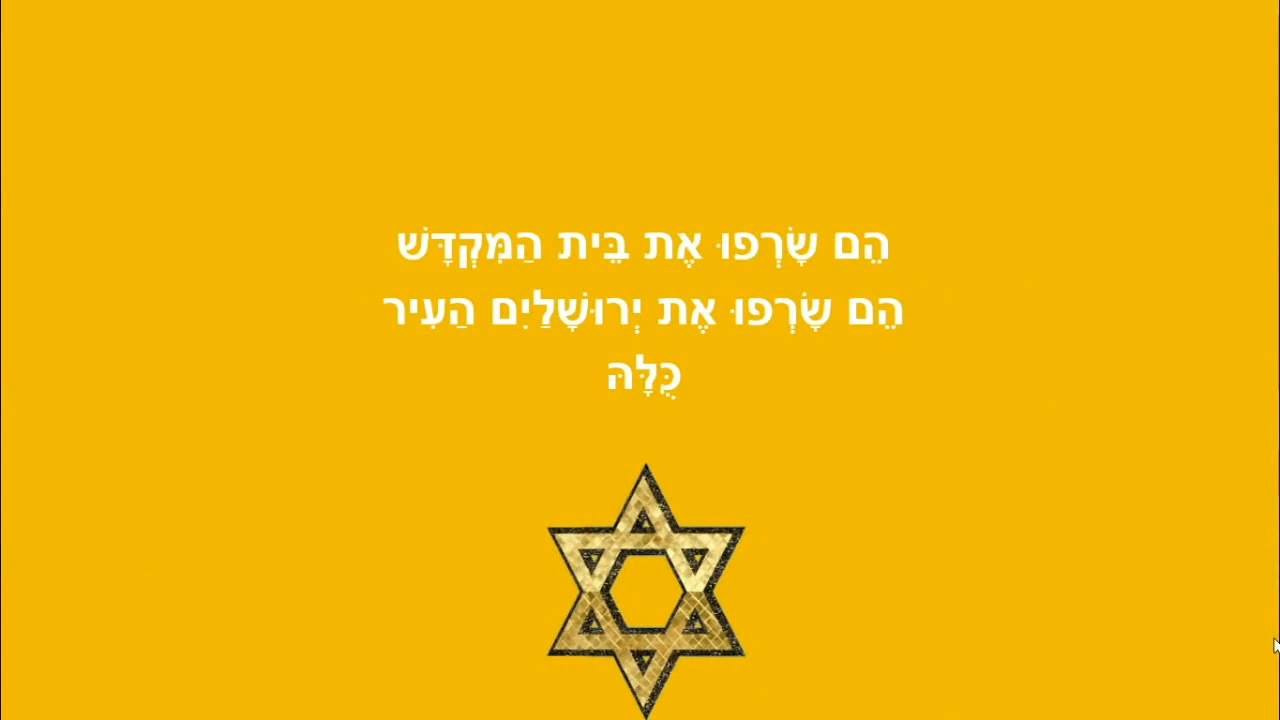 הֵם שָׂרְפוּ אֶת בֵּית הַמִּקְדָּשׁ
הֵם שָׂרְפוּ אֶת יְרוּשָׁלַיִם הַעִיר
כֻּלָּהּ